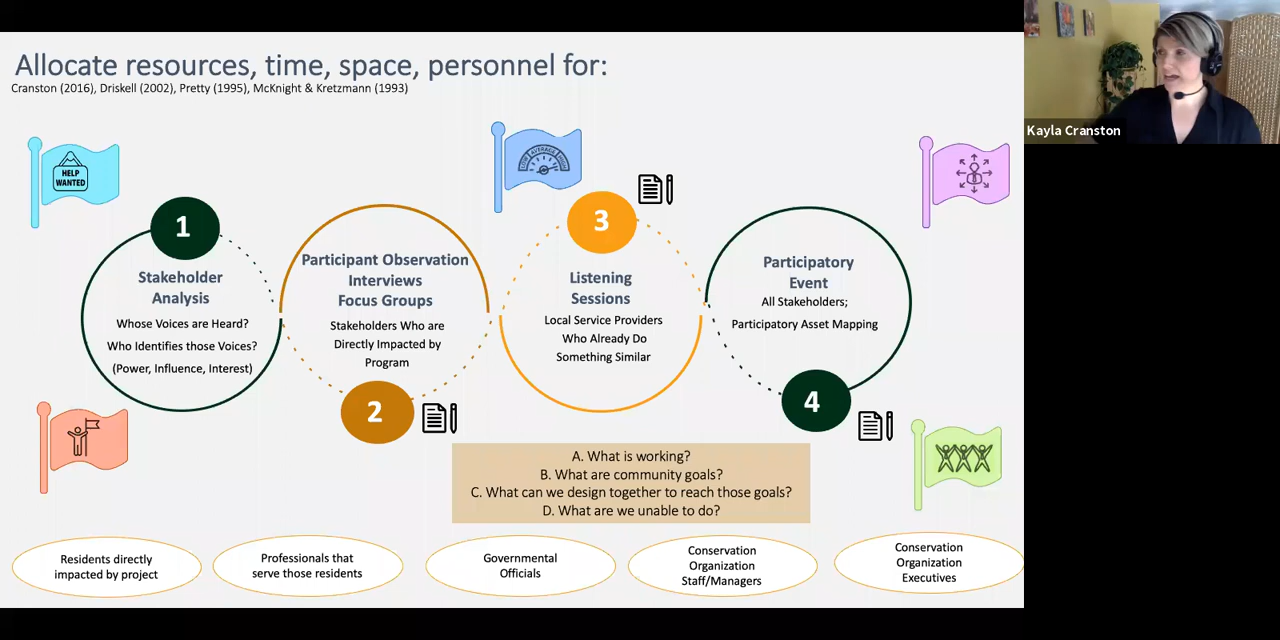 Allocate resources, time, space, personnel for:
Cranston (2016), Driskell (2002), Pretty (1995), McKnight & Kretzmann (1993)
Kayla Cranston
HELP
WANTED
LOW AVERAGE HIGH
1
Stakeholder
Analysis
Whose Voices are Heard?
Who Identifies those Voices?
(Power, Influence, Interest)
Participant Observation
Interviews
Focus Groups
Stakeholders Who are
Directly Impacted by
Program
2
3
Listening
Sessions
Local Service Providers
Who Already Do
Something Similar
Participatory
Event
All Stakeholders;
Participatory Asset Mapping
4
A. What is working?
B. What are community goals?
C. What can we design together to reach those goals?
D. What are we unable to do?
Residents directly
impacted by project
Professionals that
serve those residents
Governmental
Officials
Conservation
Organization
Staff/Managers
Conservation
Organization
Executives